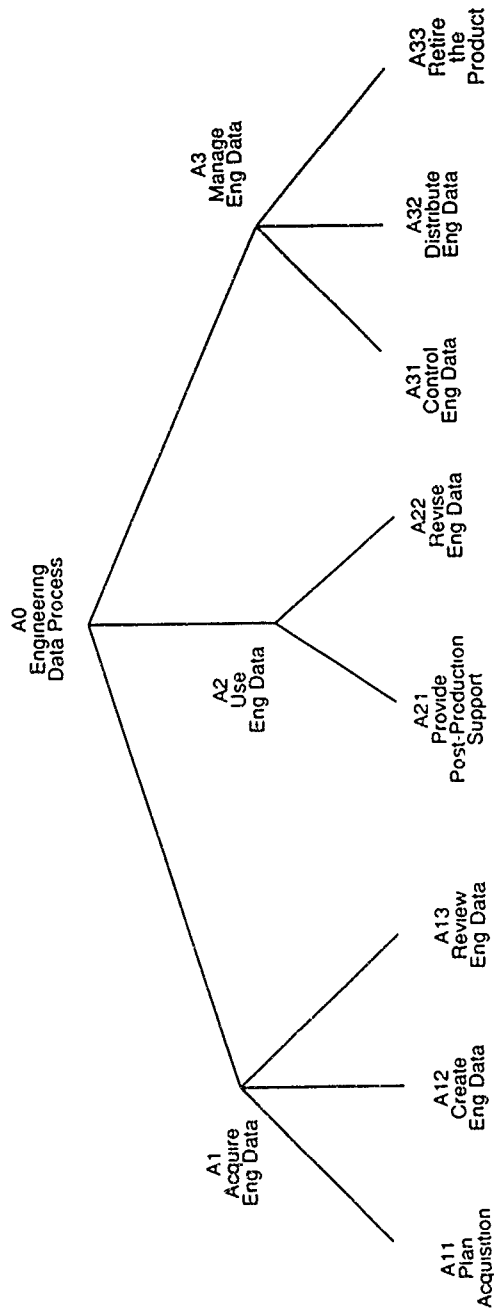 A0
Engineering
Data Process
A1
Acquire
Eng Data
A2
Use
Eng Data
A3
Manage
Eng Data
A11
Plan
Acquisition
A12
Create
Eng Data
A13
Review
Eng Data
A21
Provide
Post-Production
Support
A22
Revise
Eng Data
A31
Control
Eng Data
A32
Distribute
Eng Data
A33
Retire
the
Product